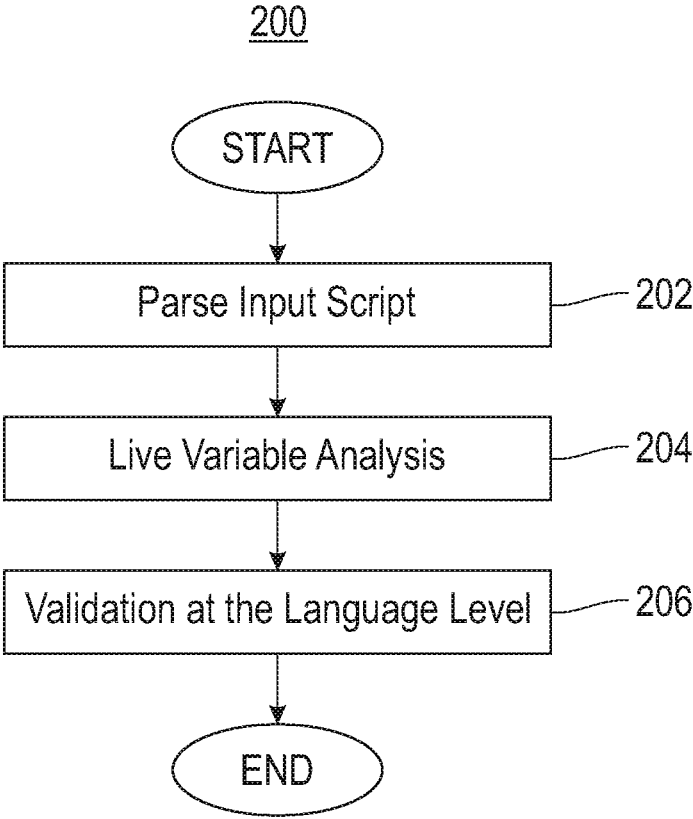 200
START
Parse Input Script
202
Live Variable Analysis
204
Validation at the Language Level
206
END